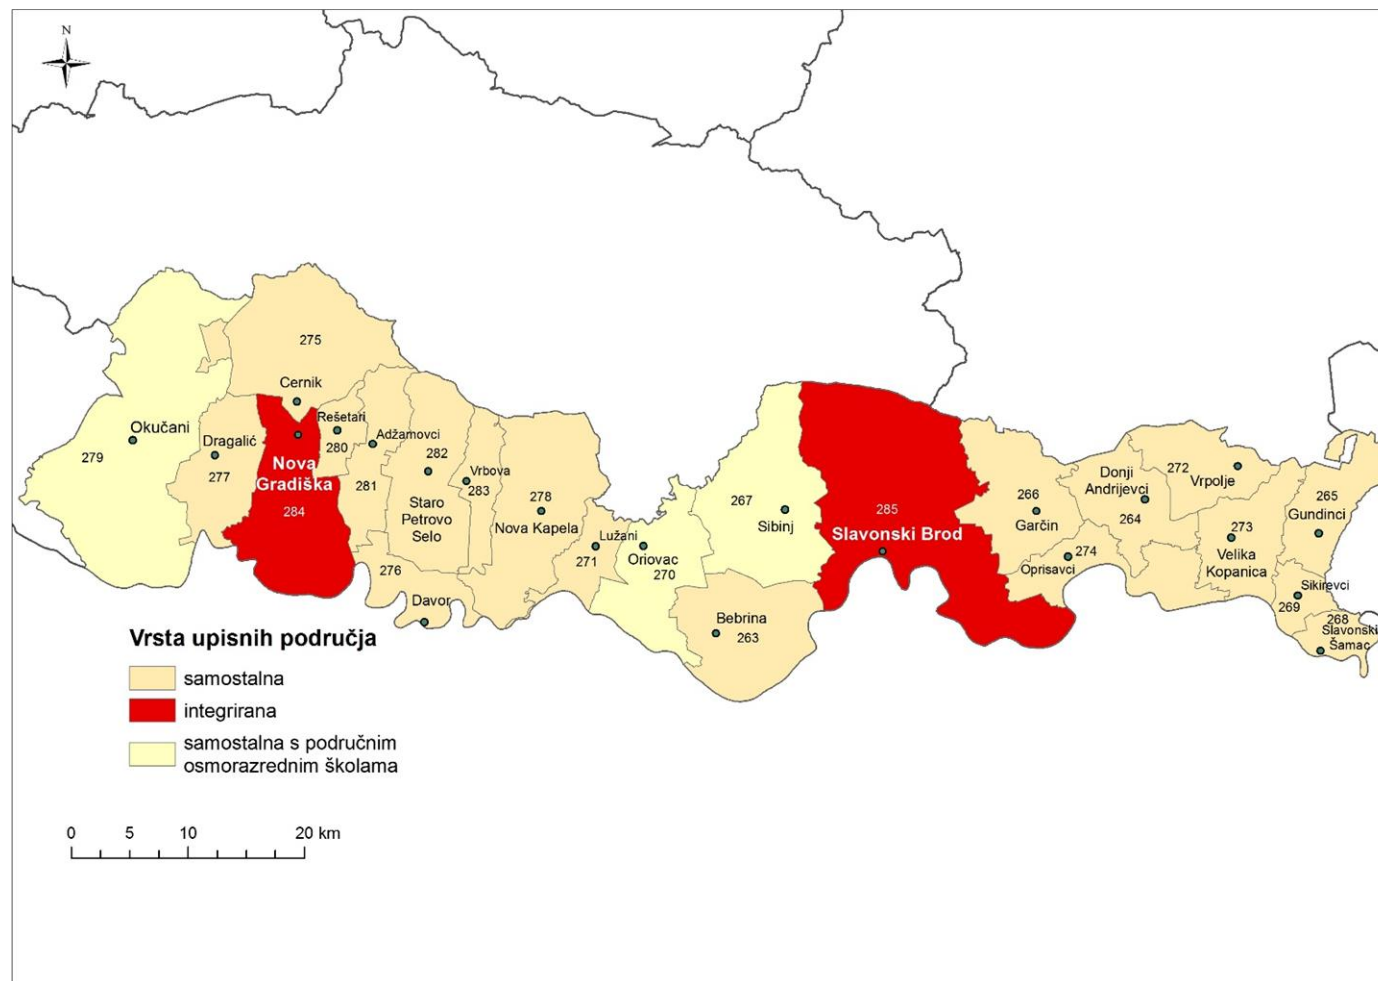 N
275
Cernik
Okučani
279
Dragalić
277
Rešetari
280
Adžamovci
281
Nova
Gradiška
284
282
Staro
Petrovo
Selo
Vrbova
283
278
Nova Kapela
276
Davor
Lužani
271
Oriovac
270
267
Sibinj
Bebrina
263
285
Slavonski Brod
266
Garčin
274
Oprisavci
Donji
Andrijevci
264
272
Vrpolje
273
Velika
Kopanica
265
Gundinci
Sikirevci
269
268
Slavonski
Šamac
Vrsta upisnih područja
samostalna
integrirana
samostalna s područnim
osmorazrednim školama
0 5 10 20 km